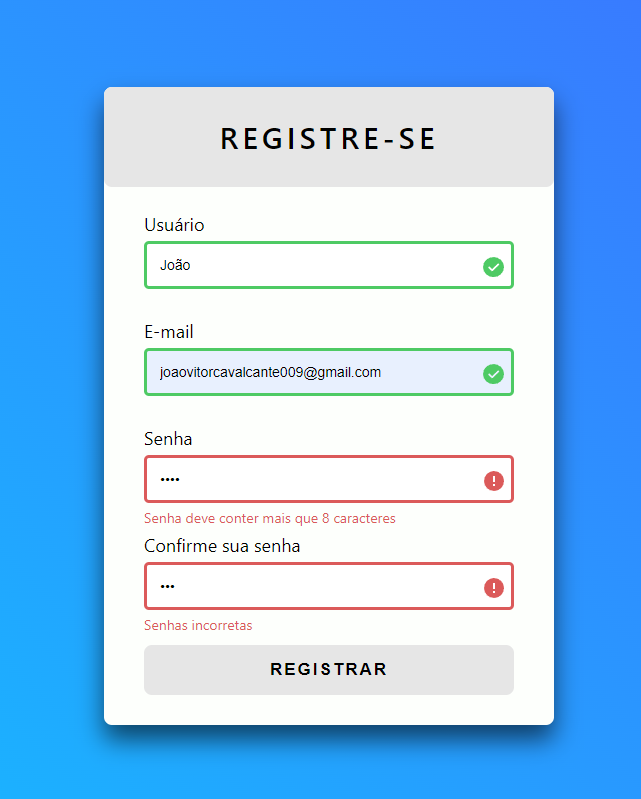 REGISTRE-SE
Usuário
João
E-mail
joaovitorcavalcante009@gmail.com
Senha
••••
Senha deve conter mais que 8 caracteres
Confirme sua senha
•••
Senhas incorretas
REGISTRAR